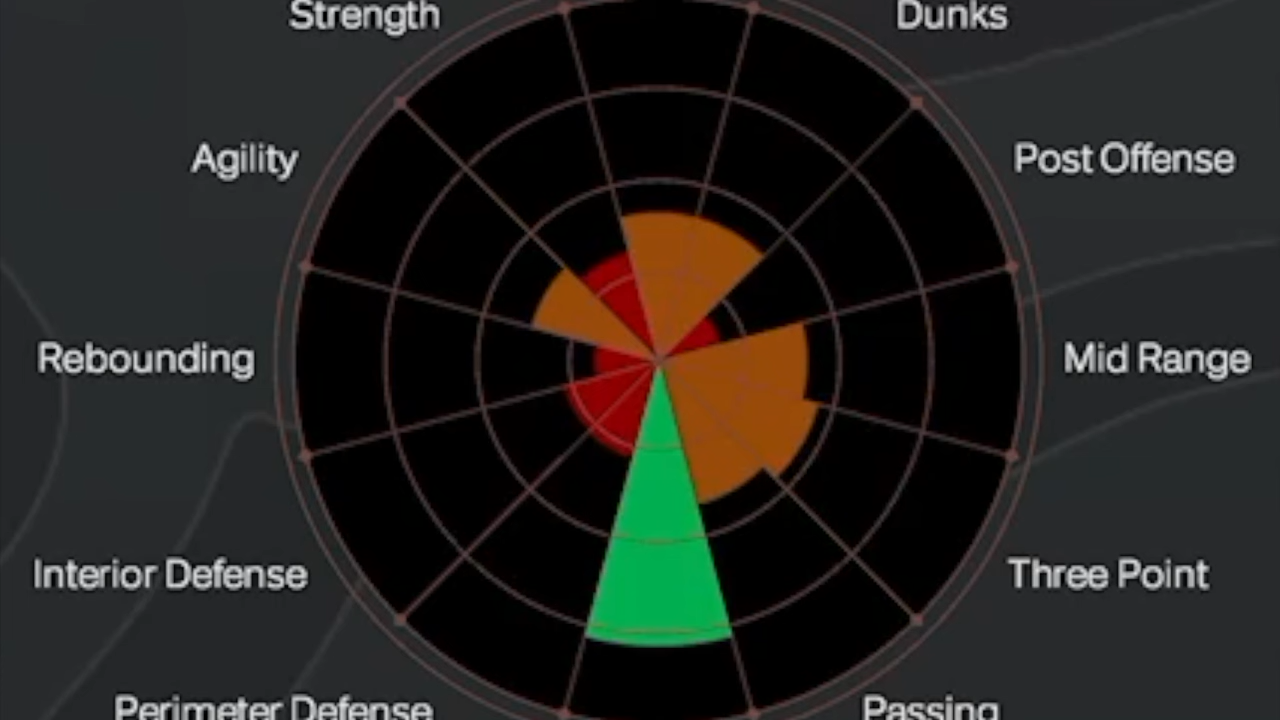 Strength
Dunks
Agility
Post Offense
Rebounding
Mid Range
Interior Defense
Three Point
Perimeter Defense
Passing